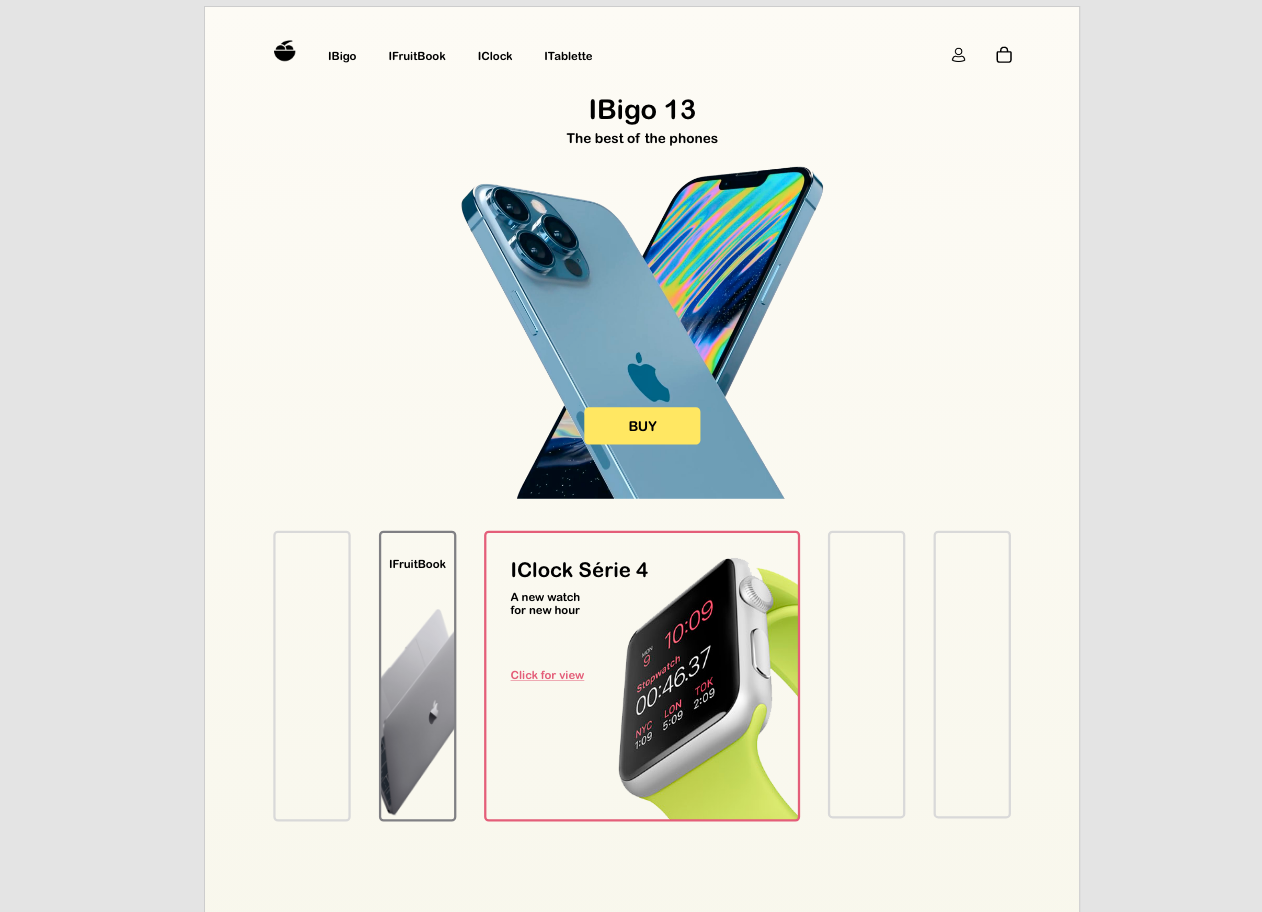 IBigo IFruitBook IClock ITablette
IBigo 13
The best of the phones
BUY
IFruitBook
IClock Série 4
A new watch
for new hour
Click for view
MON
9
10:09
Stopwatch
00:46.37
NYC LON TOK
1:09 5:09 2:09